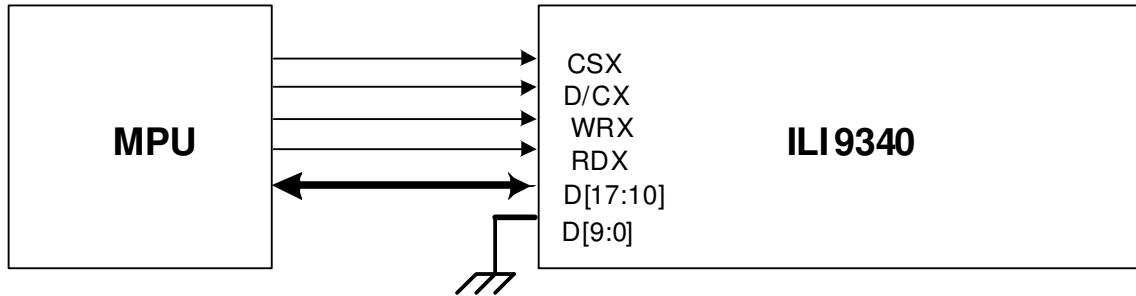 MPU
CSX
D/CX
WRX
RDX
D[17:10]
D[9:0]
ILI9340